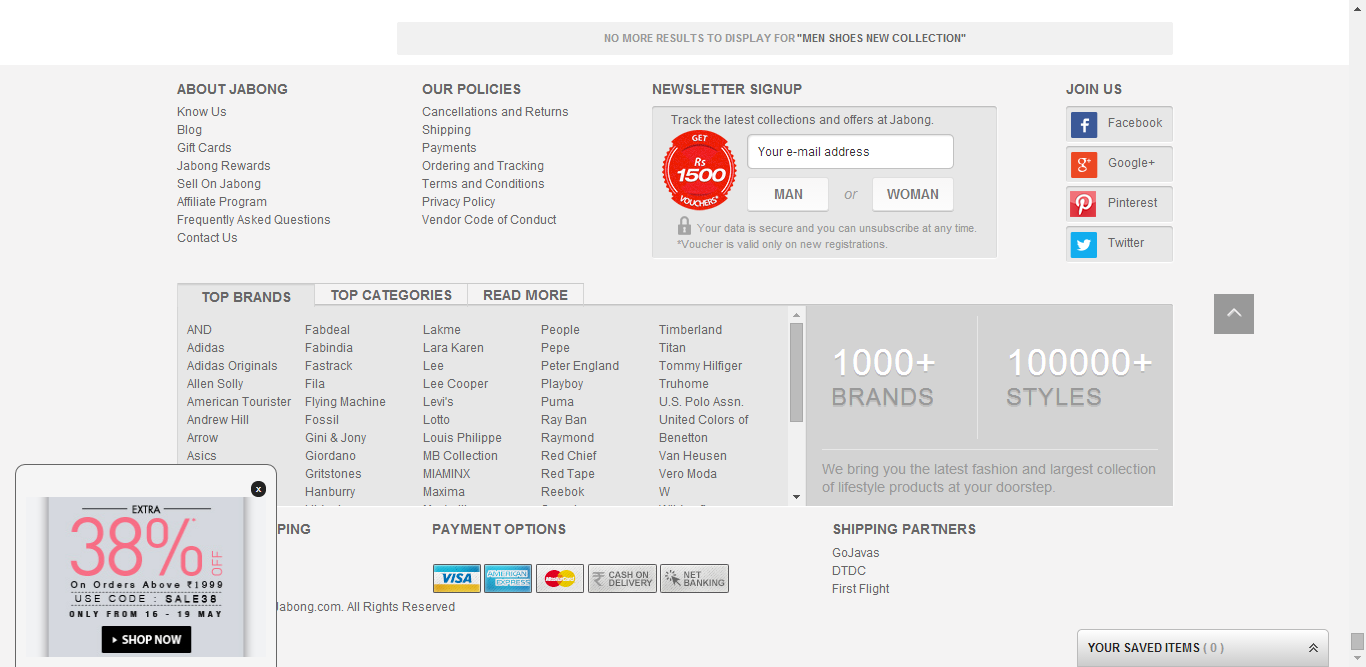 NO MORE RESULTS TO DISPLAY FOR "MEN SHOES NEW COLLECTION"
ABOUT JABONG
Know Us
Blog
Gift Cards
Jabong Rewards
Sell On Jabong
Affiliate Program
Frequently Asked Questions
Contact Us
OUR POLICIES
Cancellations and Returns
Shipping
Payments
Ordering and Tracking
Terms and Conditions
Privacy Policy
Vendor Code of Conduct
NEWSLETTER SIGNUP
Track the latest collections and offers at Jabong.
GET
Rs
1500
VOUCHERS*
Your e-mail address
MAN or WOMAN
Your data is secure and you can unsubscribe at any time.
*Voucher is valid only on new registrations.
JOIN US
Facebook
Google+
Pinterest
Twitter
TOP BRANDS TOP CATEGORIES READ MORE
AND
Adidas
Adidas Originals
Allen Solly
American Tourister
Andrew Hill
Arrow
Asics
Fabdeal
Fabindia
Fastrack
Fila
Flying Machine
Fossil
Gini & Jony
Giordano
Gritstones
Hanburry
Lakme
Lara Karen
Lee
Lee Cooper
Levi's
Lotto
Louis Philippe
MB Collection
MIAMINX
Maxima
People
Pepe
Peter England
Playboy
Puma
Ray Ban
Raymond
Red Chief
Red Tape
Reebok
Timberland
Titan
Tommy Hilfiger
Truhome
U.S. Polo Assn.
United Colors of
Benetton
Van Heusen
Vero Moda
W
1000+
BRANDS
100000+
STYLES
We bring you the latest fashion and largest collection
of lifestyle products at your doorstep.
x
EXTRA
38%* OFF
On Orders Above ₹1999
USE CODE : SALE38
ONLY FROM 16 - 19 MAY
SHOP NOW
PING
PAYMENT OPTIONS
VISA
AMERICAN EXPRESS
MasterCard
CASH ON DELIVERY
NET BANKING
SHIPPING PARTNERS
GoJavas
DTDC
First Flight
Jabong.com. All Rights Reserved
YOUR SAVED ITEMS ( 0 )